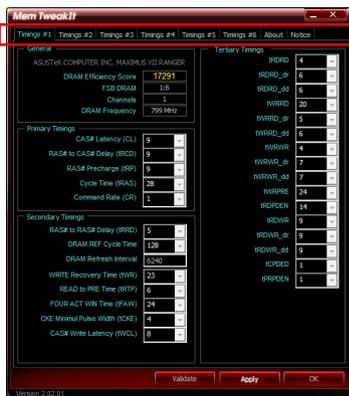 Mem TweakIt
Timings #1 Timings #2 Timings #3 Timings #4 Timings #5 Timings #6 About Notice
General
ASUSTeK COMPUTER INC. MAXIMUS VII RANGER
DRAM Efficiency Score 17291
FSB:DRAM 1:6
Channels 1
DRAM Frequency 799 MHz
Primary Timings
CAS# Latency (CL) 9
RAS# to CAS# Delay (tRCD) 9
RAS# Precharge (tRP) 9
Cycle Time (tRAS) 28
Command Rate (CR) 1
Secondary Timings
RAS# to RAS# Delay (tRRD) 5
DRAM REF Cycle Time 128
DRAM Refresh Interval 6240
WRITE Recovery Time (tWR) 23
READ to PRE Time (tRTP) 6
FOUR ACT WIN Time (tFAW) 24
CKE Minimul Pulse Width (tCKE) 4
CAS# Write Latency (tWCL) 8
Tertiary Timings
tRDRD 4
tRDRD_dr 6
tRDRD_dd 6
tWRRD 20
tWRRD_dr 5
tWRRD_dd 6
tWRWR 4
tWRWR_dr 7
tWRWR_dd 7
tWRPRE 24
tRDPDEN 14
tRDWR 9
tRDWR_dr 9
tRDWR_dd 9
tCPDED 1
tPRPDEN 1
Validate Apply OK
Version 2.02.01